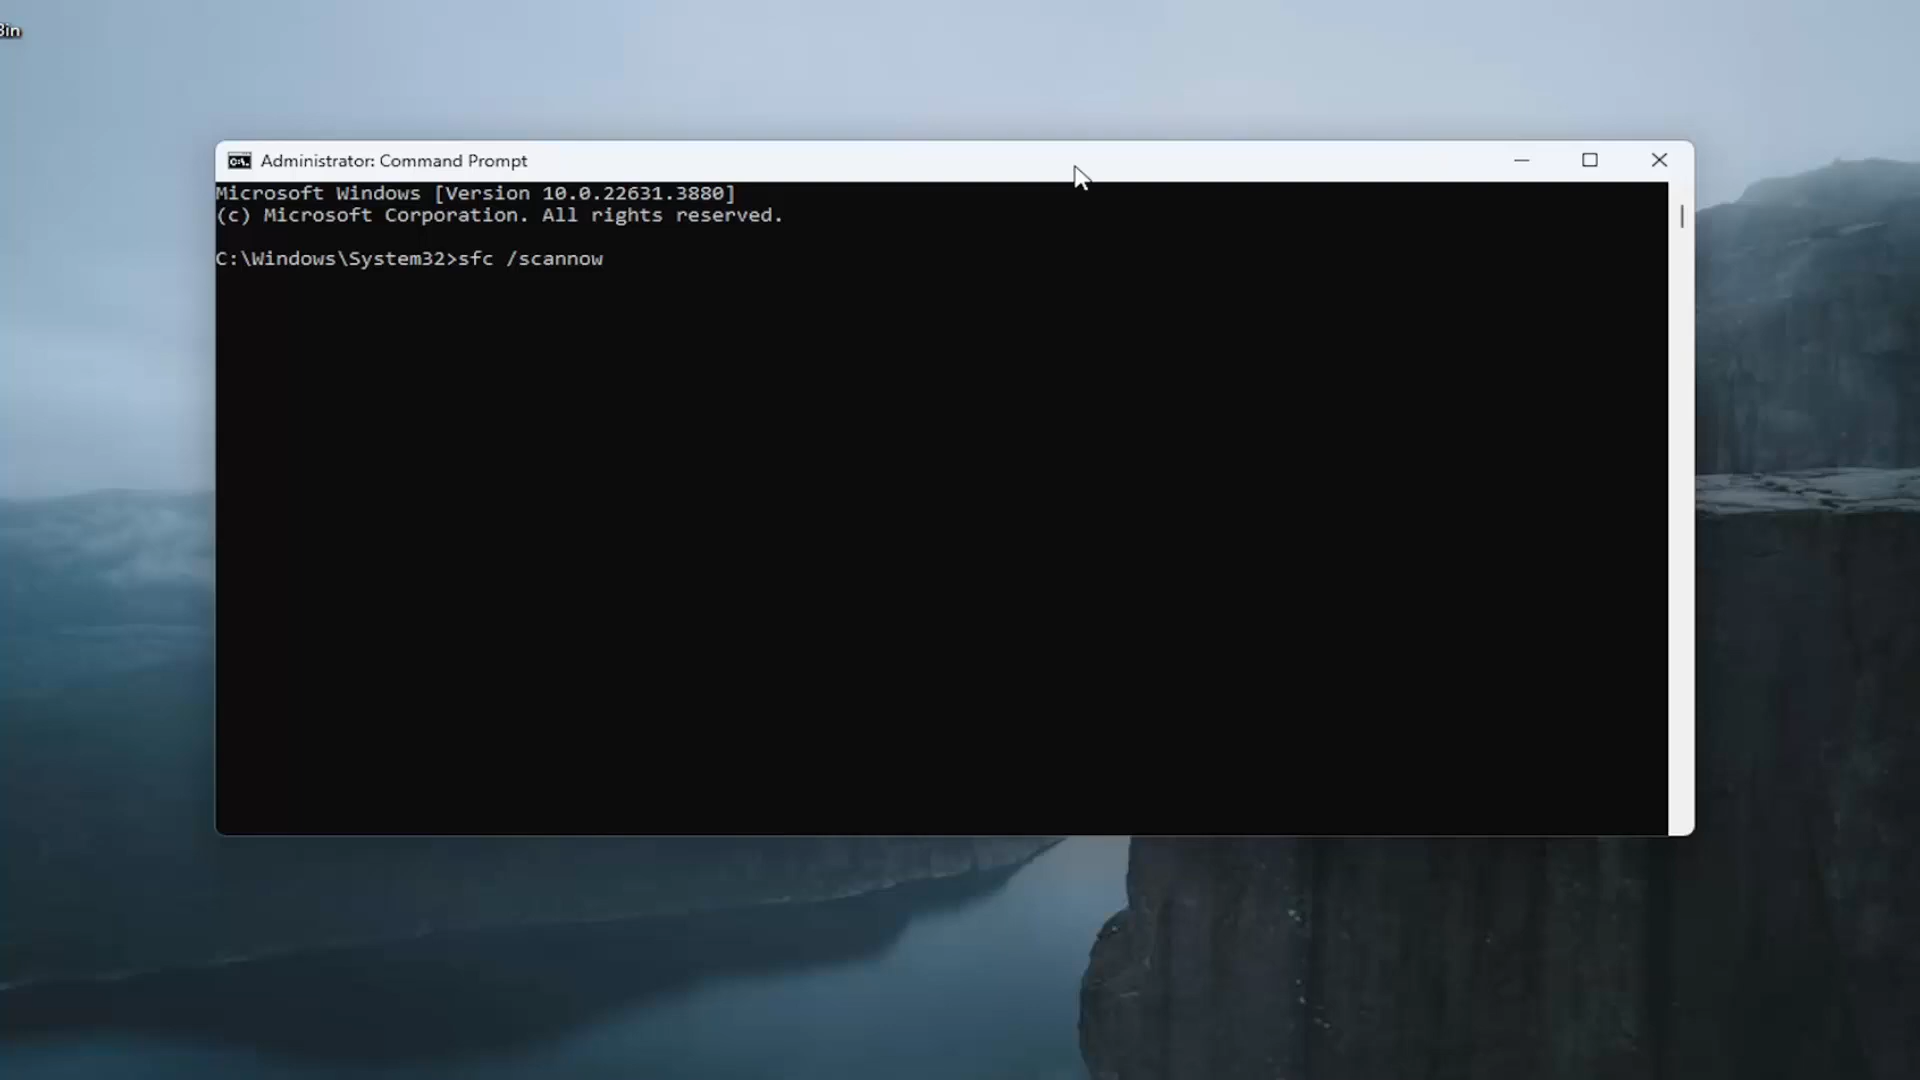 Bin
Administrator: Command Prompt
Microsoft Windows [Version 10.0.22631.3880]
(c) Microsoft Corporation. All rights reserved.
C:\Windows\System32>sfc /scannow